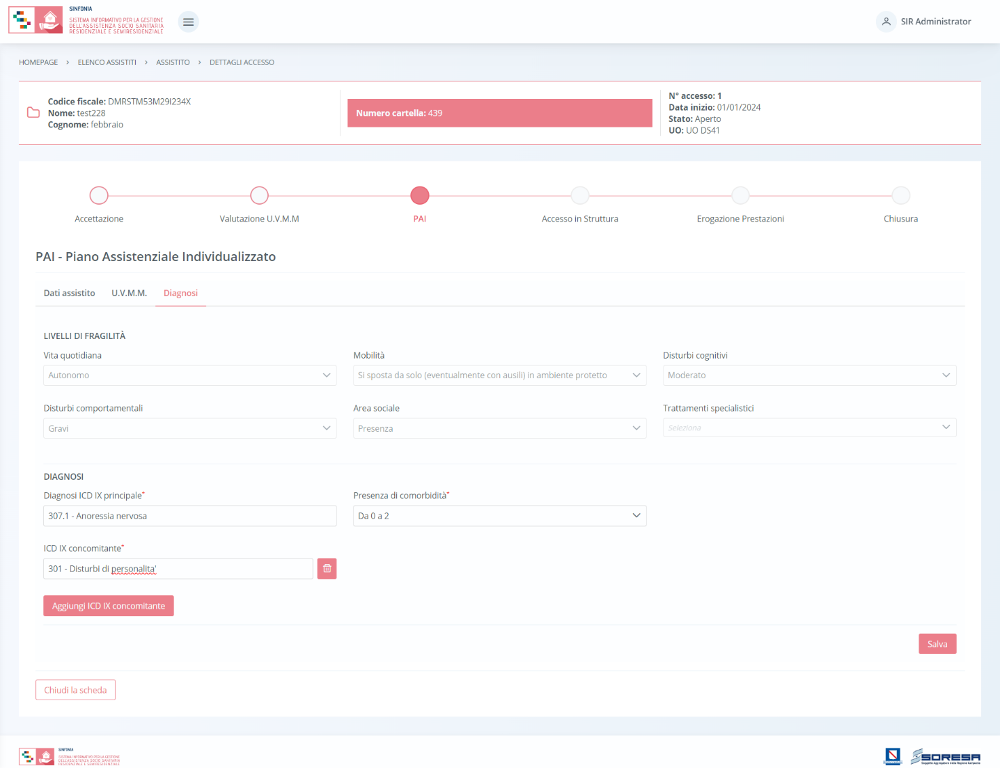 SINFONIA
SISTEMA INFORMATIVO PER LA GESTIONE
DELL'ASSISTENZA SOCIO SANITARIA
RESIDENZIALE E SEMIRESIDENZIALE
SIR Administrator
HOMEPAGE > ELENCO ASSISTITI > ASSISTITO > DETTAGLI ACCESSO
Codice fiscale: DMRSTM53M29I234X
Nome: test228
Cognome: febbraio
Numero cartella: 439
N° accesso: 1
Data inizio: 01/01/2024
Stato: Aperto
UO: UO DS41
Accettazione
Valutazione U.V.M.M
PAI
Accesso in Struttura
Erogazione Prestazioni
Chiusura
PAI - Piano Assistenziale Individualizzato
Dati assistito
U.V.M.M.
Diagnosi
LIVELLI DI FRAGILITÀ
Vita quotidiana
Mobilità
Disturbi cognitivi
Autonomo
Si sposta da solo (eventualmente con ausili) in ambiente protetto
Moderato
Disturbi comportamentali
Area sociale
Trattamenti specialistici
Gravi
Presenza
Seleziona
DIAGNOSI
Diagnosi ICD IX principale*
Presenza di comorbidità*
307.1 - Anoressia nervosa
Da 0 a 2
ICD IX concomitante*
301 - Disturbi di personalita'
Aggiungi ICD IX concomitante
Salva
Chiudi la scheda
SINFONIA
SISTEMA INFORMATIVO PER LA GESTIONE
DELL'ASSISTENZA SOCIO SANITARIA
RESIDENZIALE E SEMIRESIDENZIALE
SORESA
Soggetto aggregatore della Regione Campania